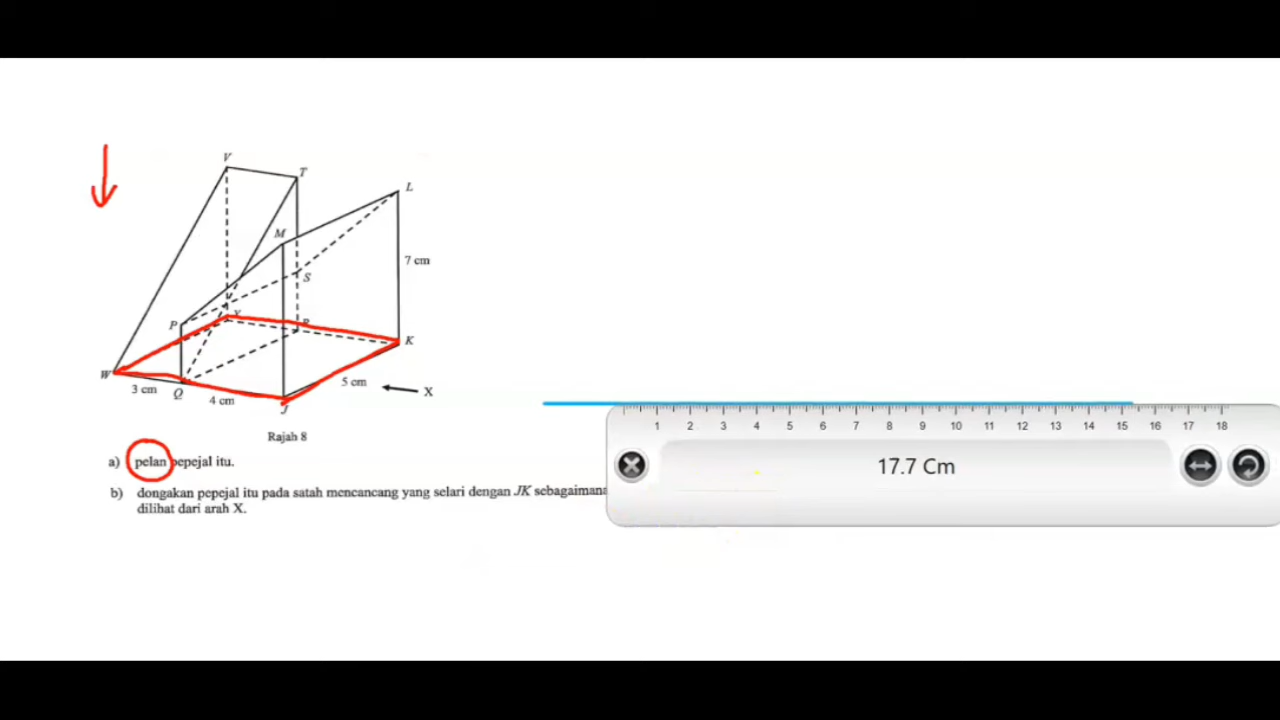 V
T
L
M
7 cm
S
P
Y
R
K
W
3 cm
Q
4 cm
J
5 cm
X
Rajah 8
a) pelan pepejal itu.
b) dongakan pepejal itu pada satah mencancang yang selari dengan JK sebagaimana
dilihat dari arah X.
1 2 3 4 5 6 7 8 9 10 11 12 13 14 15 16 17 18
17.7 Cm